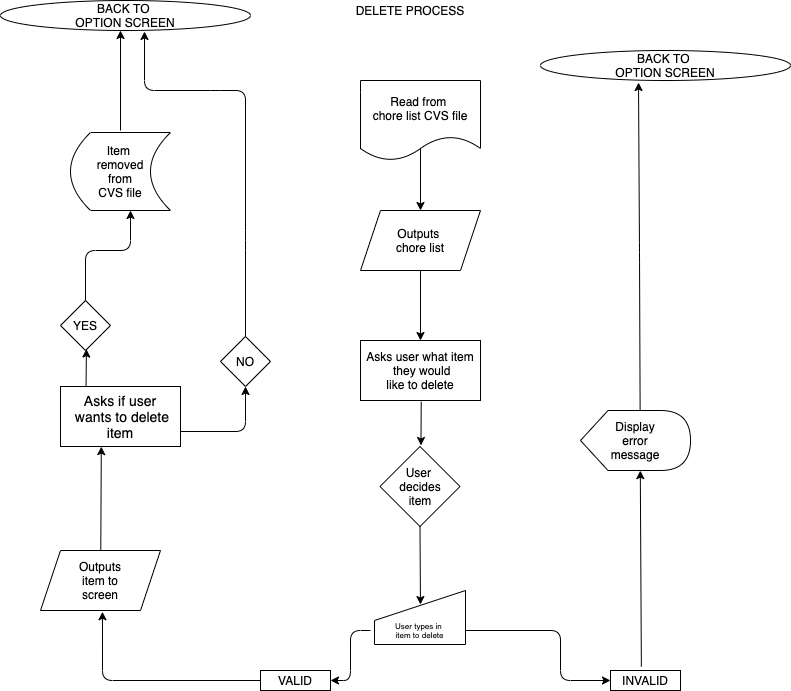 DELETE PROCESS
BACK TO
OPTION SCREEN
BACK TO
OPTION SCREEN
Read from
chore list CVS file
Item
removed
from
CVS file
Outputs
chore list
YES
NO
Asks user what item
they would
like to delete
Asks if user
wants to delete
item
Display
error
message
User
decides
item
Outputs
item to
screen
User types in
item to delete
VALID
INVALID